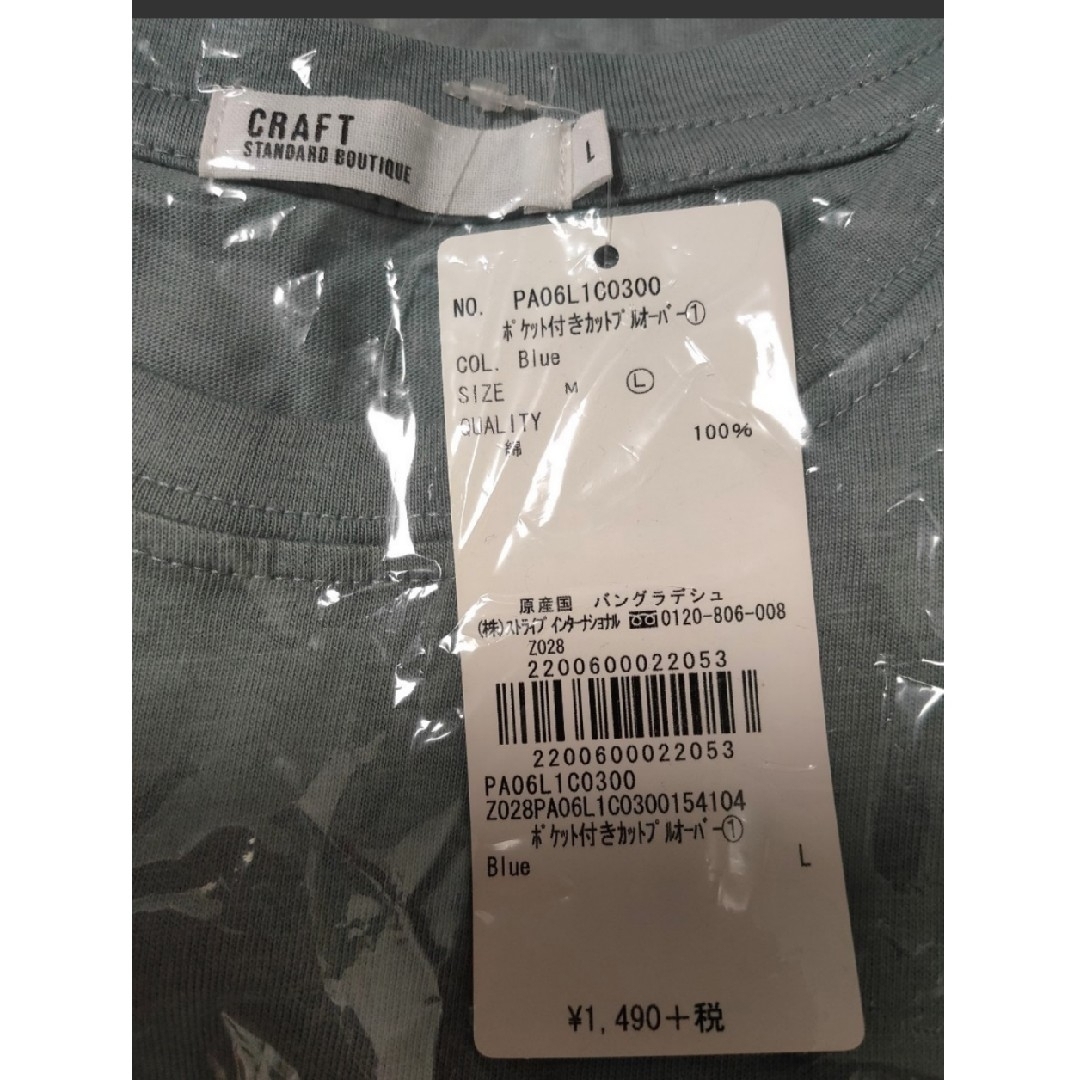 CRAFT
STANDARD BOUTIQUE
L
NO. PA06L1C0300
ﾎﾟｹｯﾄ付きｶｯﾄﾌﾟﾙｵｰﾊﾞｰ①
COL. Blue
SIZE M Ⓛ
QUALITY
綿 100%
原産国 バングラデシュ
(株)ｽﾄﾗｲﾌﾟｲﾝﾀｰﾅｼｮﾅﾙ 0120-806-008
Z028
2200600022053
2200600022053
PA06L1C0300
Z028PA06L1C0300154104
ﾎﾟｹｯﾄ付きｶｯﾄﾌﾟﾙｵｰﾊﾞｰ①
Blue L
¥1,490+税